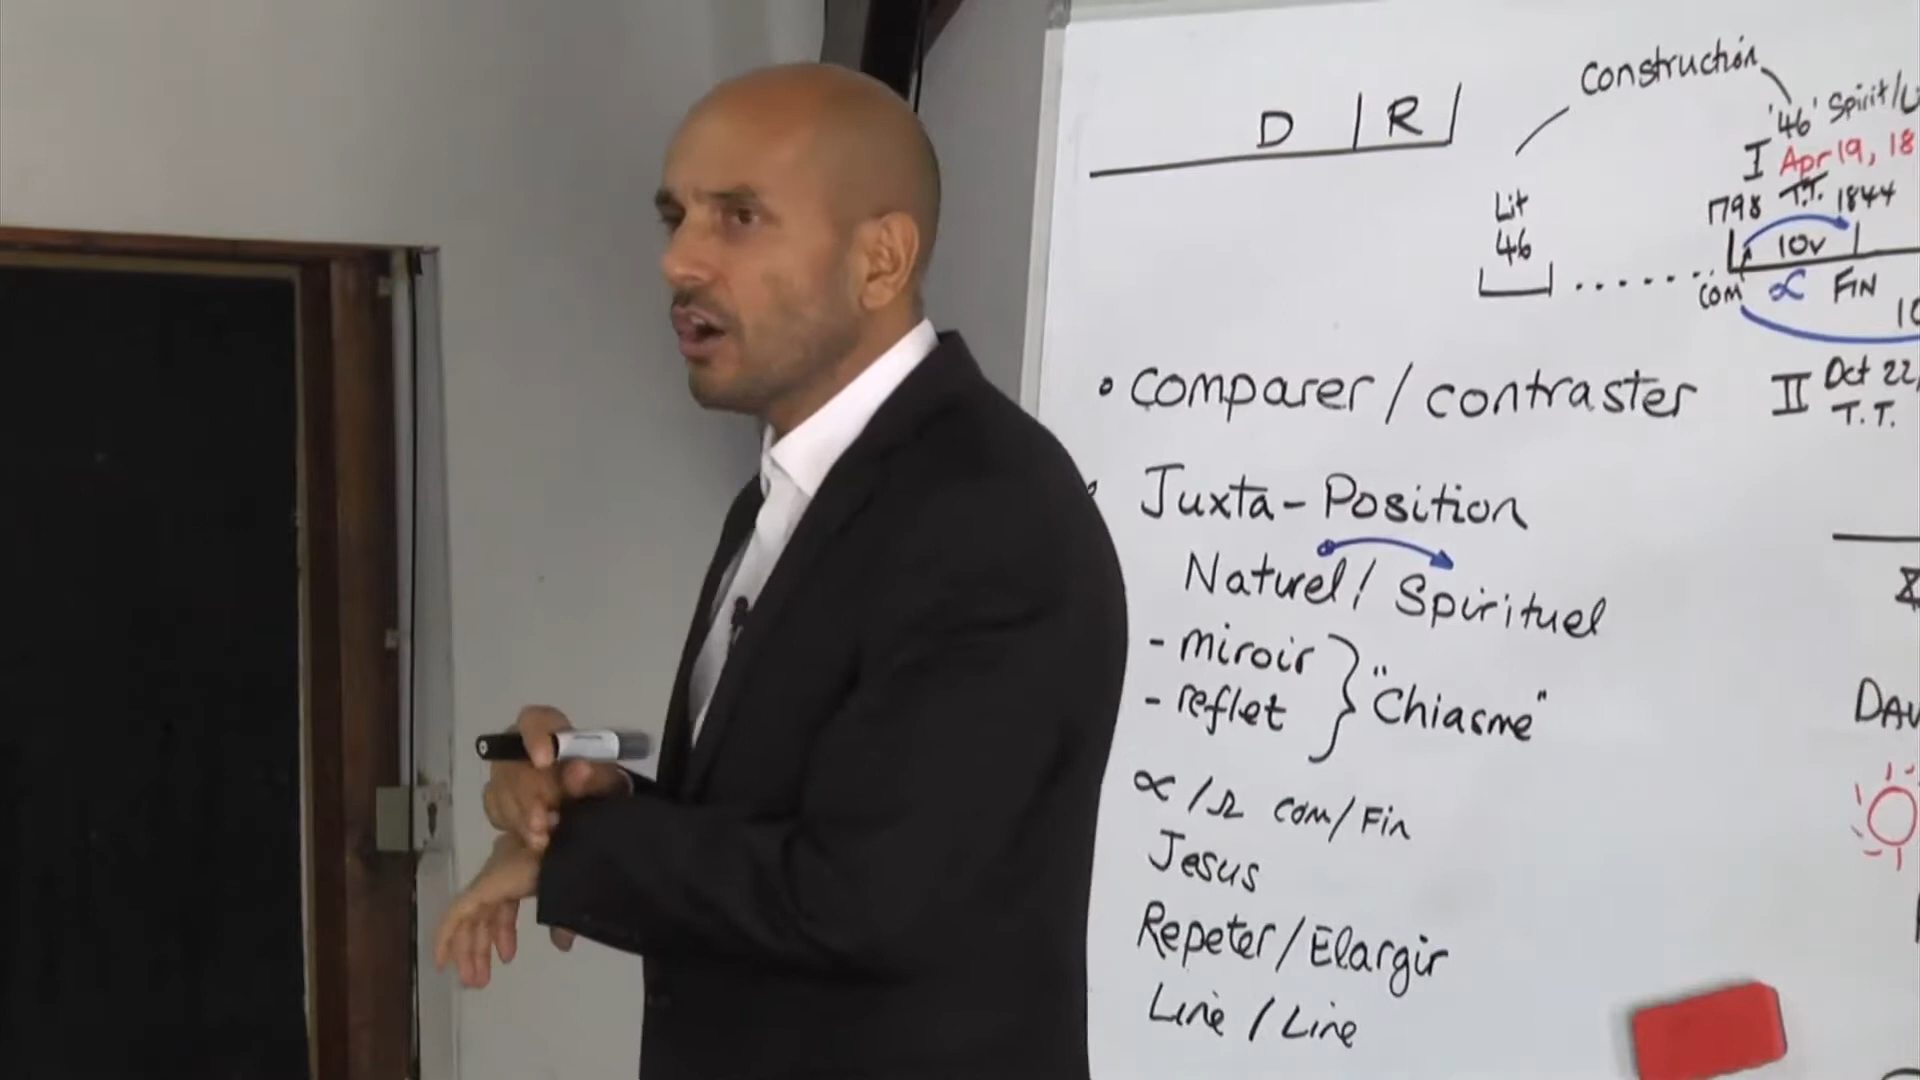 D | R |
Construction
'46' Spirit/
I Apr 19, 18
T.T.
1798 1844
10v
com ∝ FIN
10
Lit
46
II Oct 22,
T.T.
• Comparer / contraster
Juxta-Position
Naturel / Spirituel
- miroir
- reflet } "Chiasme"
∝ / Ω com / Fin
Jesus
Repeter / Elargir
Line / Line
DAV